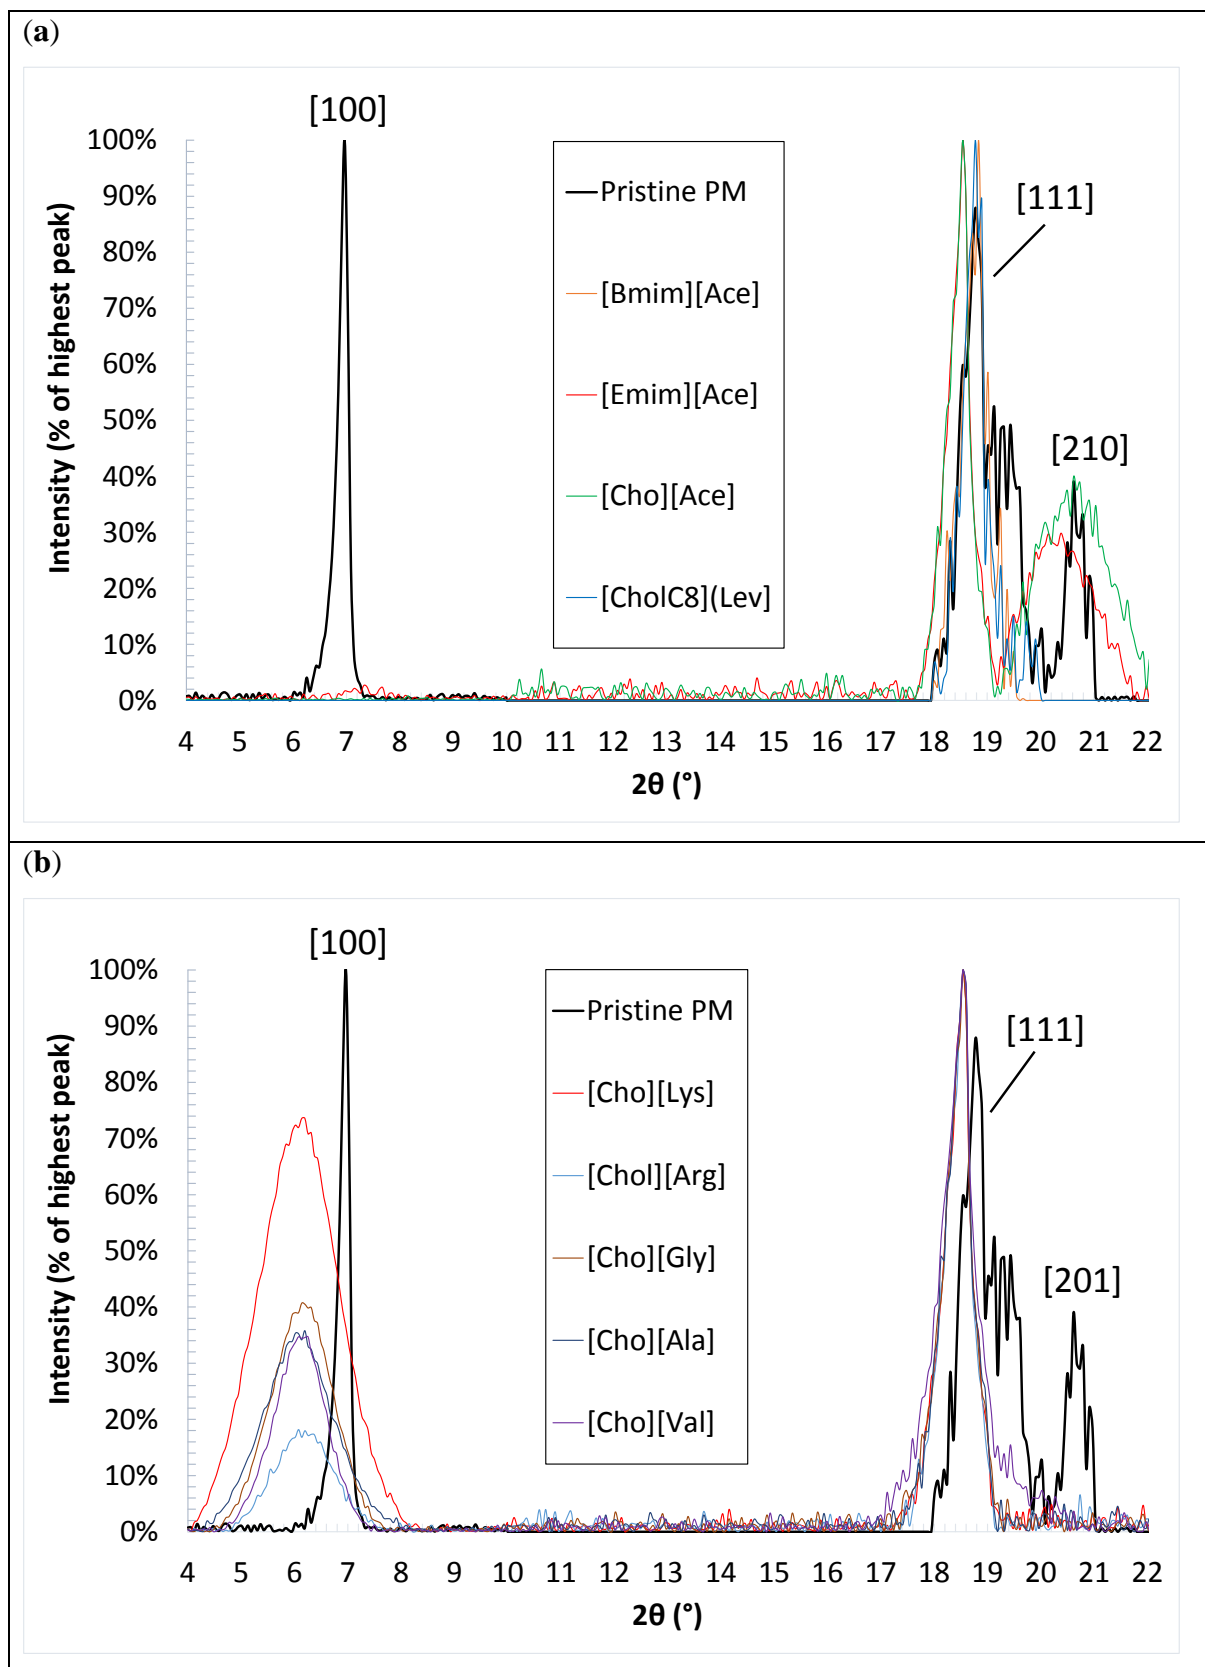 (a)
[100]
100%
90%
80%
70%
60%
50%
40%
30%
20%
10%
0%
Intensity (% of highest peak)
Pristine PM
[Bmim][Ace]
[Emim][Ace]
[Cho][Ace]
[CholC8](Lev]
[111]
[210]
4 5 6 7 8 9 10 11 12 13 14 15 16 17 18 19 20 21 22
2θ (°)
(b)
[100]
100%
90%
80%
70%
60%
50%
40%
30%
20%
10%
0%
Intensity (% of highest peak)
Pristine PM
[Cho][Lys]
[Chol][Arg]
[Cho][Gly]
[Cho][Ala]
[Cho][Val]
[111]
[201]
4 5 6 7 8 9 10 11 12 13 14 15 16 17 18 19 20 21 22
2θ (°)